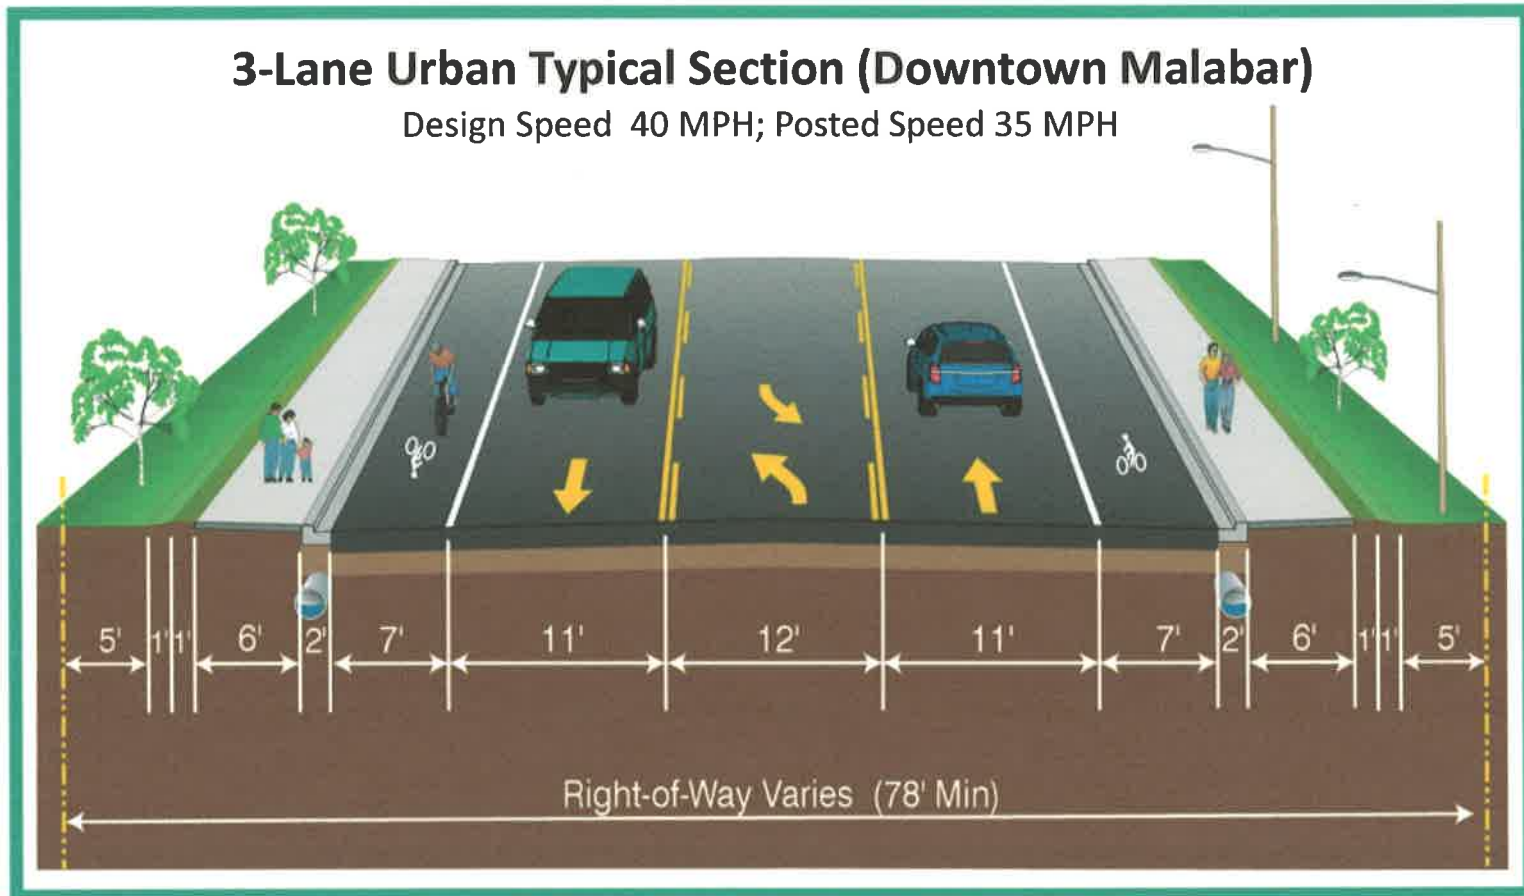 3-Lane Urban Typical Section (Downtown Malabar)
Design Speed 40 MPH; Posted Speed 35 MPH
5' 1' 1' 6' 2' 7' 11' 12' 11' 7' 2' 6' 1' 1' 5'
Right-of-Way Varies (78' Min)